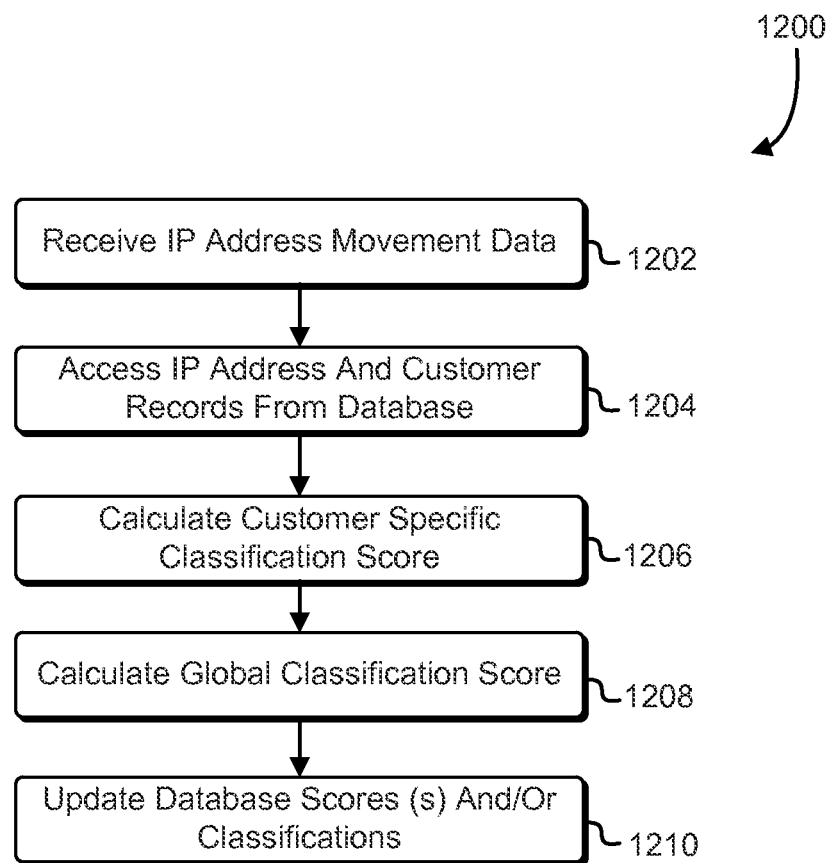 1200
Receive IP Address Movement Data
1202
Access IP Address And Customer
Records From Database
1204
Calculate Customer Specific
Classification Score
1206
Calculate Global Classification Score
1208
Update Database Scores (s) And/Or
Classifications
1210